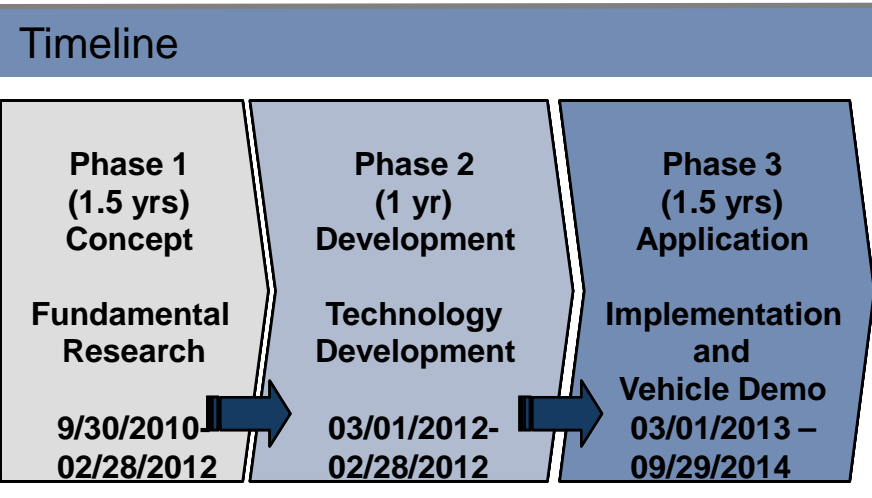 Timeline
Phase 1
(1.5 yrs)
Concept
Fundamental
Research
9/30/2010-
02/28/2012
Phase 2
(1 yr)
Development
Technology
Development
03/01/2012-
02/28/2012
Phase 3
(1.5 yrs)
Application
Implementation
and
Vehicle Demo
03/01/2013 –
09/29/2014